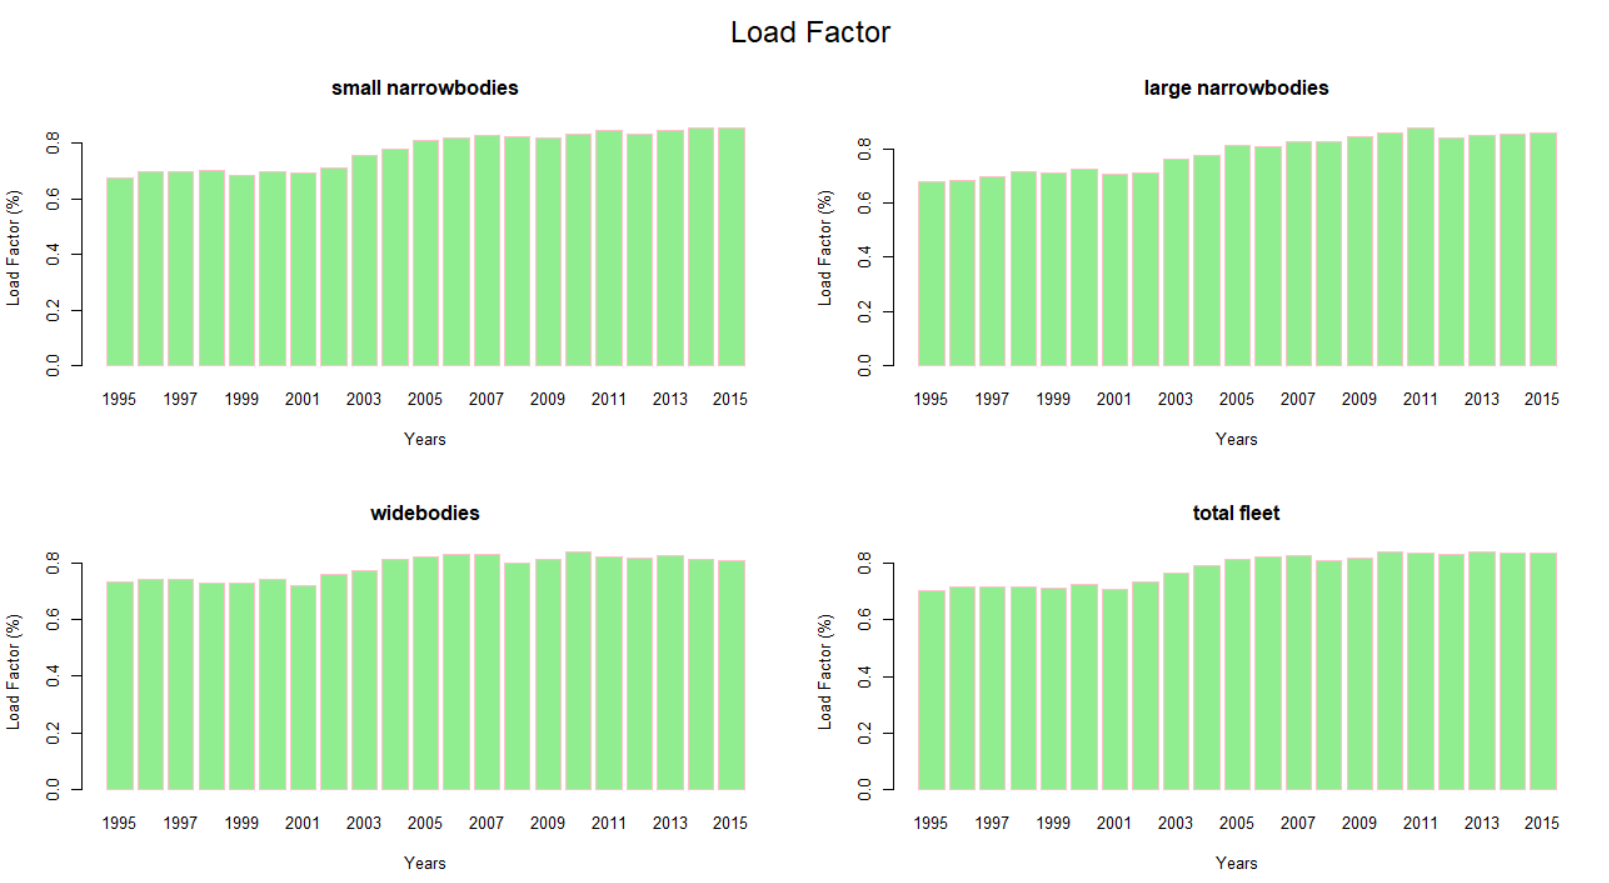 Load Factor
small narrowbodies
Load Factor (%)
0.0 0.2 0.4 0.6 0.8
1995 1997 1999 2001 2003 2005 2007 2009 2011 2013 2015
Years
large narrowbodies
Load Factor (%)
0.0 0.2 0.4 0.6 0.8
1995 1997 1999 2001 2003 2005 2007 2009 2011 2013 2015
Years
widebodies
Load Factor (%)
0.0 0.2 0.4 0.6 0.8
1995 1997 1999 2001 2003 2005 2007 2009 2011 2013 2015
Years
total fleet
Load Factor (%)
0.0 0.2 0.4 0.6 0.8
1995 1997 1999 2001 2003 2005 2007 2009 2011 2013 2015
Years